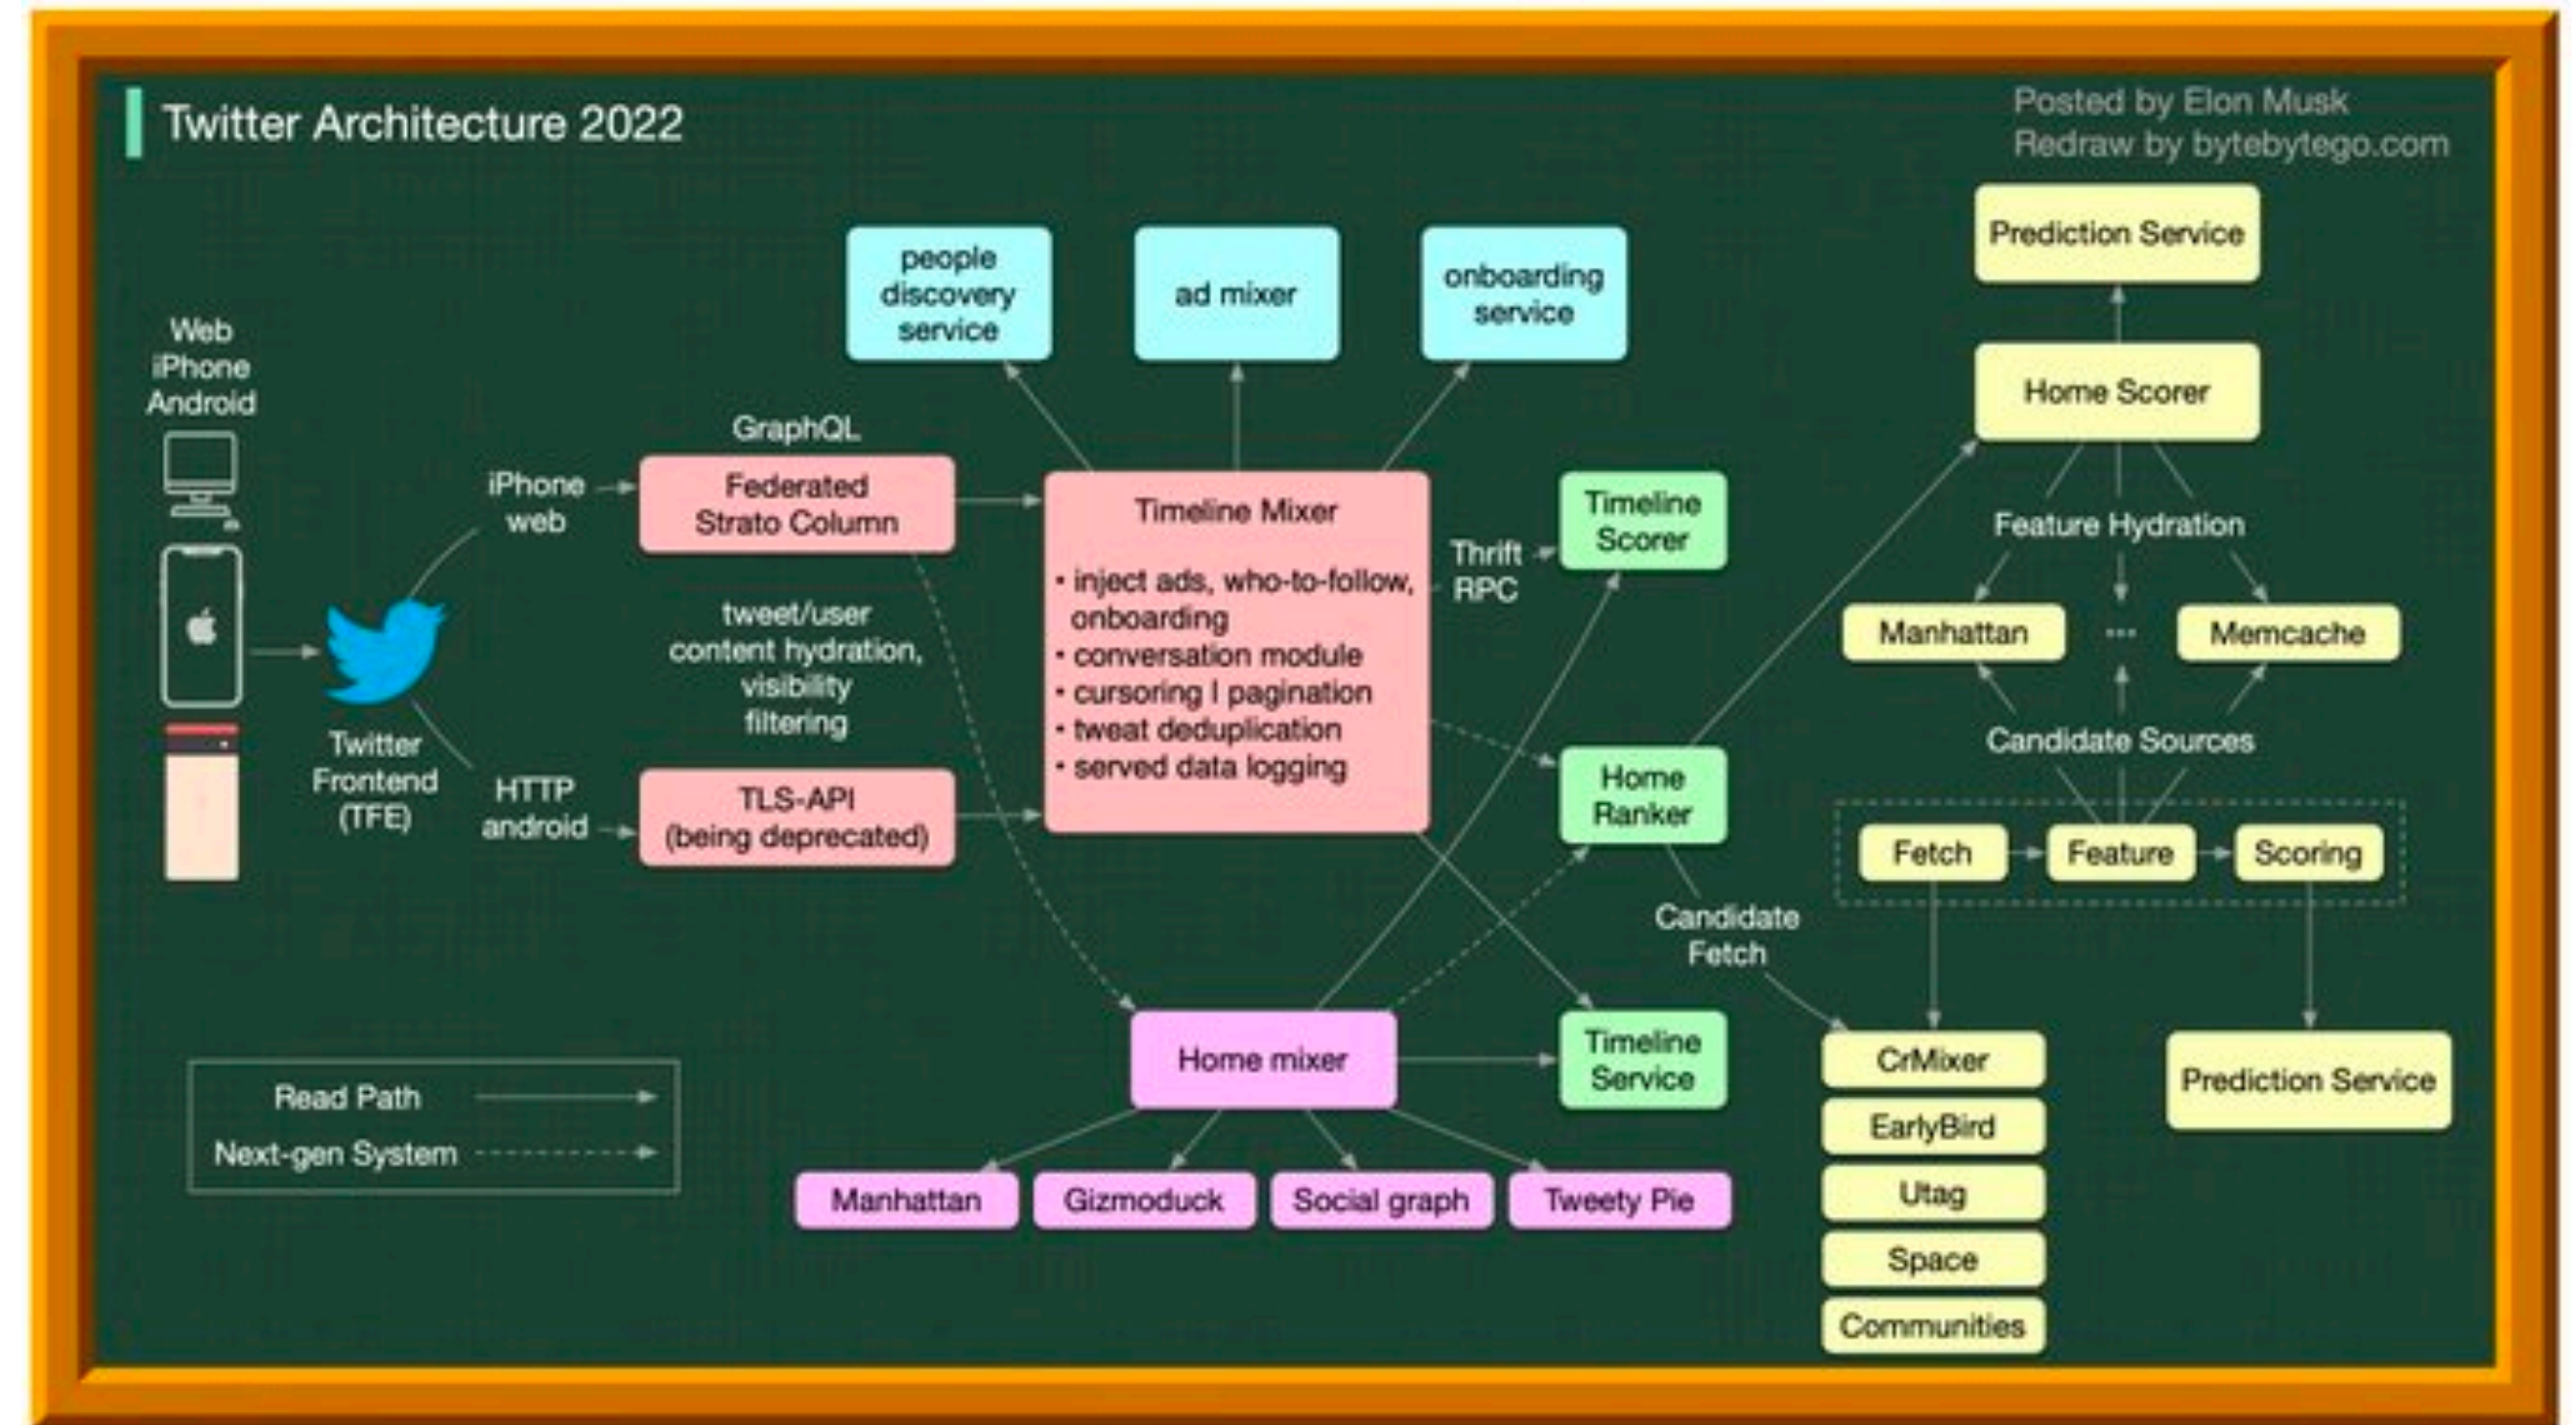 Twitter Architecture 2022
Posted by Elon Musk
Redraw by bytebytego.com
Web
iPhone
Android
Twitter
Frontend
(TFE)
iPhone
web
HTTP
android
GraphQL
Federated
Strato Column
tweet/user
content hydration,
visibility
filtering
TLS-API
(being deprecated)
people
discovery
service
ad mixer
onboarding
service
Timeline Mixer
• inject ads, who-to-follow,
onboarding
• conversation module
• cursoring I pagination
• tweat deduplication
• served data logging
Thrift
RPC
Timeline
Scorer
Home
Ranker
Candidate
Fetch
Timeline
Service
Home mixer
Manhattan
Gizmoduck
Social graph
Tweety Pie
Prediction Service
Home Scorer
Feature Hydration
Manhattan
...
Memcache
Candidate Sources
Fetch
Feature
Scoring
CrMixer
EarlyBird
Utag
Space
Communities
Prediction Service
Read Path
Next-gen System